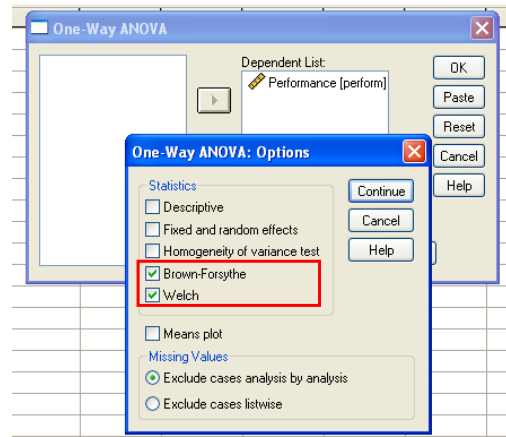 One-Way ANOVA
Dependent List:
Performance [perform]
OK
Paste
Reset
Cancel
Help
One-Way ANOVA: Options
Statistics
Descriptive
Fixed and random effects
Homogeneity of variance test
Brown-Forsythe
Welch
Continue
Cancel
Help
Means plot
Missing Values
Exclude cases analysis by analysis
Exclude cases listwise